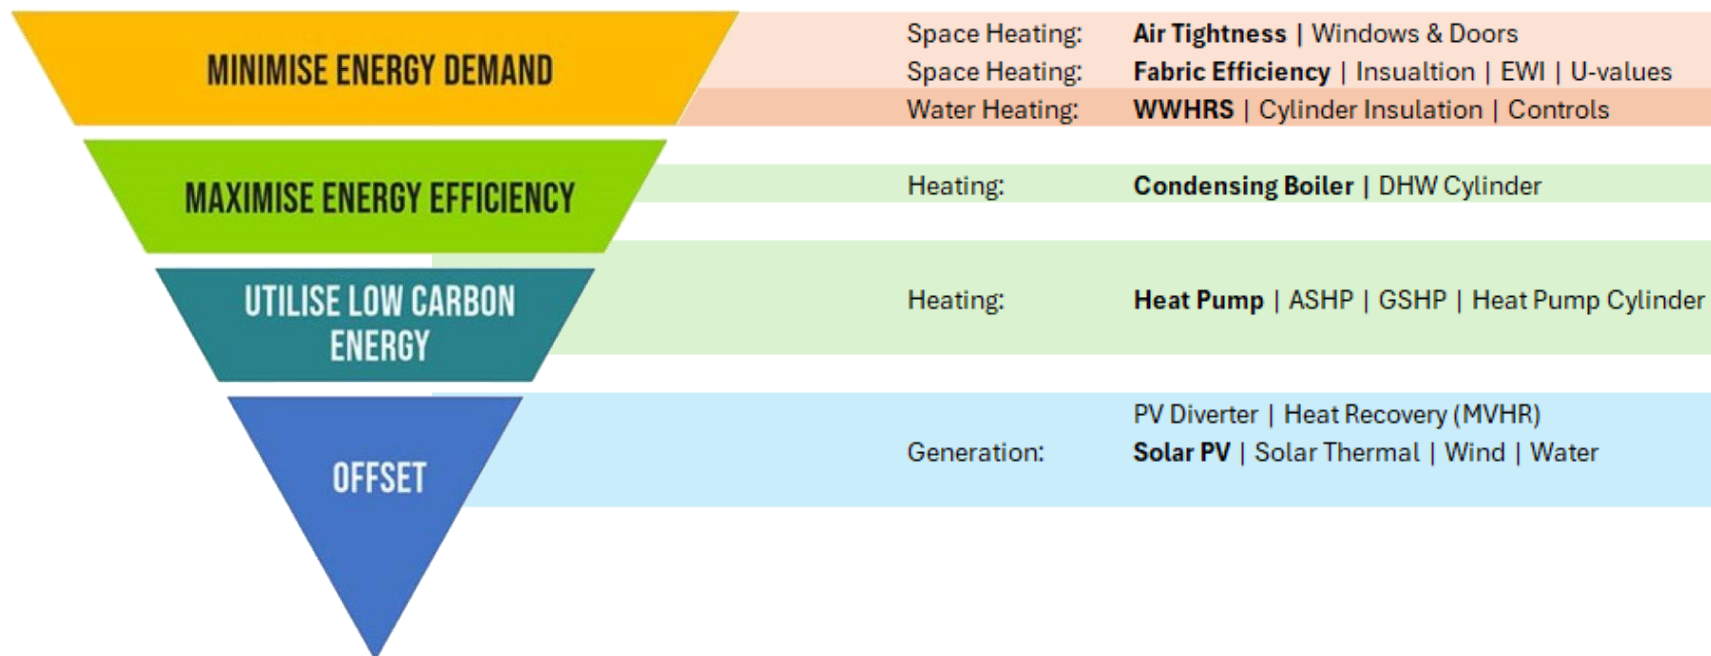 MINIMISE ENERGY DEMAND
Space Heating: Air Tightness | Windows & Doors
Space Heating: Fabric Efficiency | Insualtion | EWI | U-values
Water Heating: WWHRS | Cylinder Insulation | Controls
MAXIMISE ENERGY EFFICIENCY
Heating: Condensing Boiler | DHW Cylinder
UTILISE LOW CARBON
ENERGY
Heating: Heat Pump | ASHP | GSHP | Heat Pump Cylinder
OFFSET
PV Diverter | Heat Recovery (MVHR)
Generation: Solar PV | Solar Thermal | Wind | Water